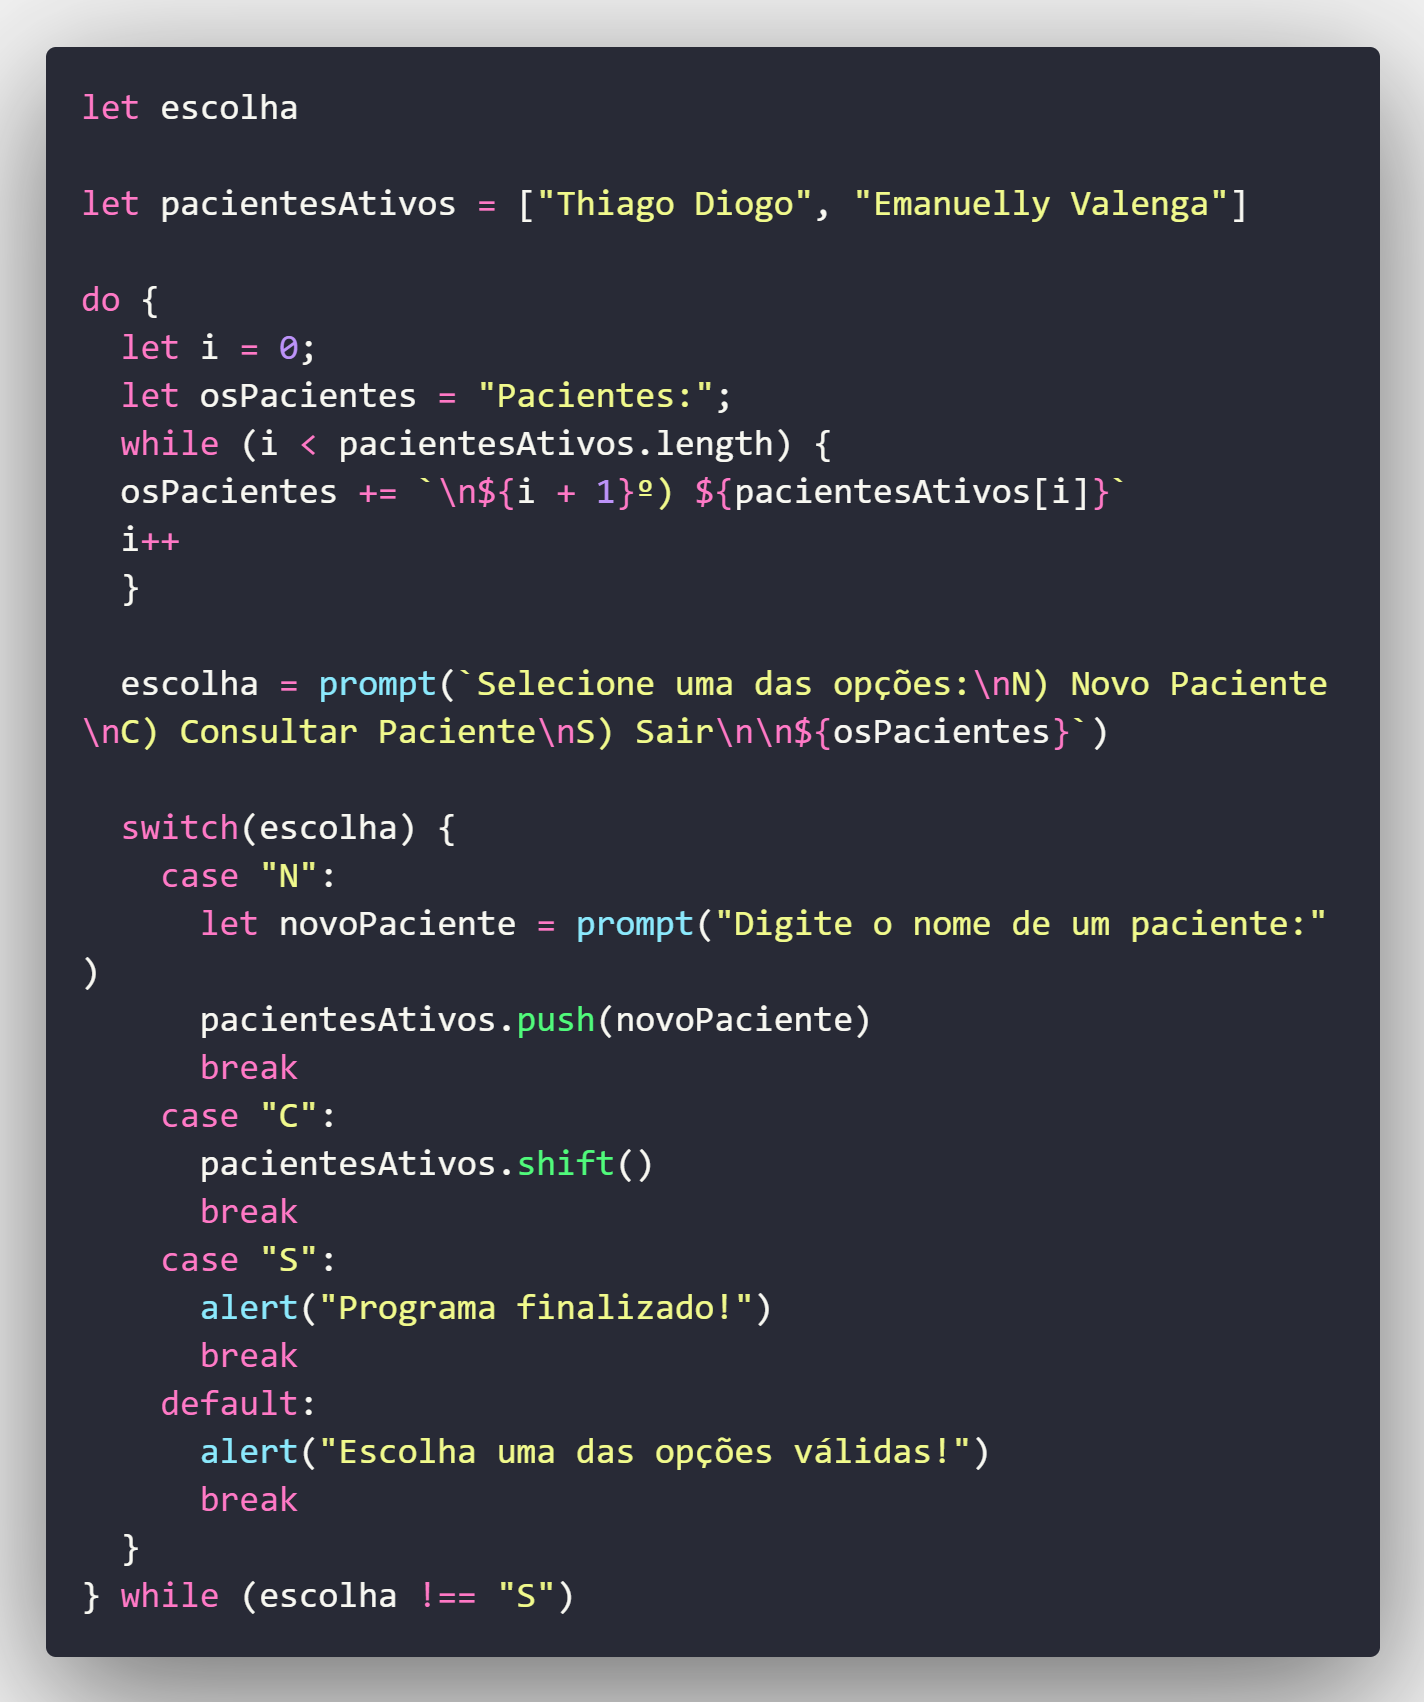 let escolha

let pacientesAtivos = ["Thiago Diogo", "Emanuelly Valenga"]

do {
  let i = 0;
  let osPacientes = "Pacientes:";
  while (i < pacientesAtivos.length) {
  osPacientes += `\n${i + 1}º) ${pacientesAtivos[i]}`
  i++
  }

  escolha = prompt(`Selecione uma das opções:\nN) Novo Paciente
\nC) Consultar Paciente\nS) Sair\n\n${osPacientes}`)

  switch(escolha) {
    case "N":
      let novoPaciente = prompt("Digite o nome de um paciente:"
)
      pacientesAtivos.push(novoPaciente)
      break
    case "C":
      pacientesAtivos.shift()
      break
    case "S":
      alert("Programa finalizado!")
      break
    default:
      alert("Escolha uma das opções válidas!")
      break
  }
} while (escolha !== "S")